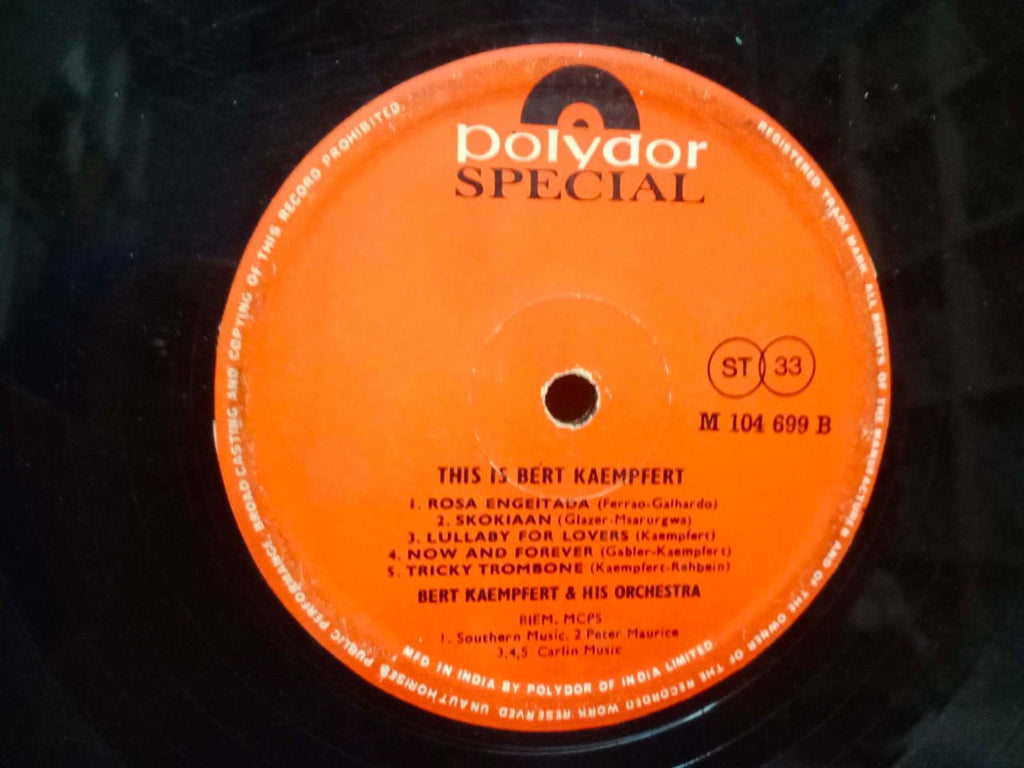 polydor
SPECIAL
ST 33
M 104 699 B
THIS IS BERT KAEMPFERT
1. ROSA ENGEITADA (Ferrao-Galhardo)
2. SKOKIAAN (Glazer-Msarurgwa)
3. LULLABY FOR LOVERS (Kaempfert)
4. NOW AND FOREVER (Gabler-Kaempfert)
5. TRICKY TROMBONE (Kaempfert-Rehbein)
BERT KAEMPFERT & HIS ORCHESTRA
BIEM, MCPS
1. Southern Music. 2 Peter Maurice
3,4,5 Carlin Music
REGISTERED TRADE MARK. ALL RIGHTS OF THE MANUFACTURER AND OF THE OWNER OF THE RECORDED WORK RESERVED UNAUTHORISED PUBLIC PERFORMANCE, BROADCASTING AND COPYING OF THIS RECORD PROHIBITED.
MFD IN INDIA BY POLYDOR OF INDIA LIMITED